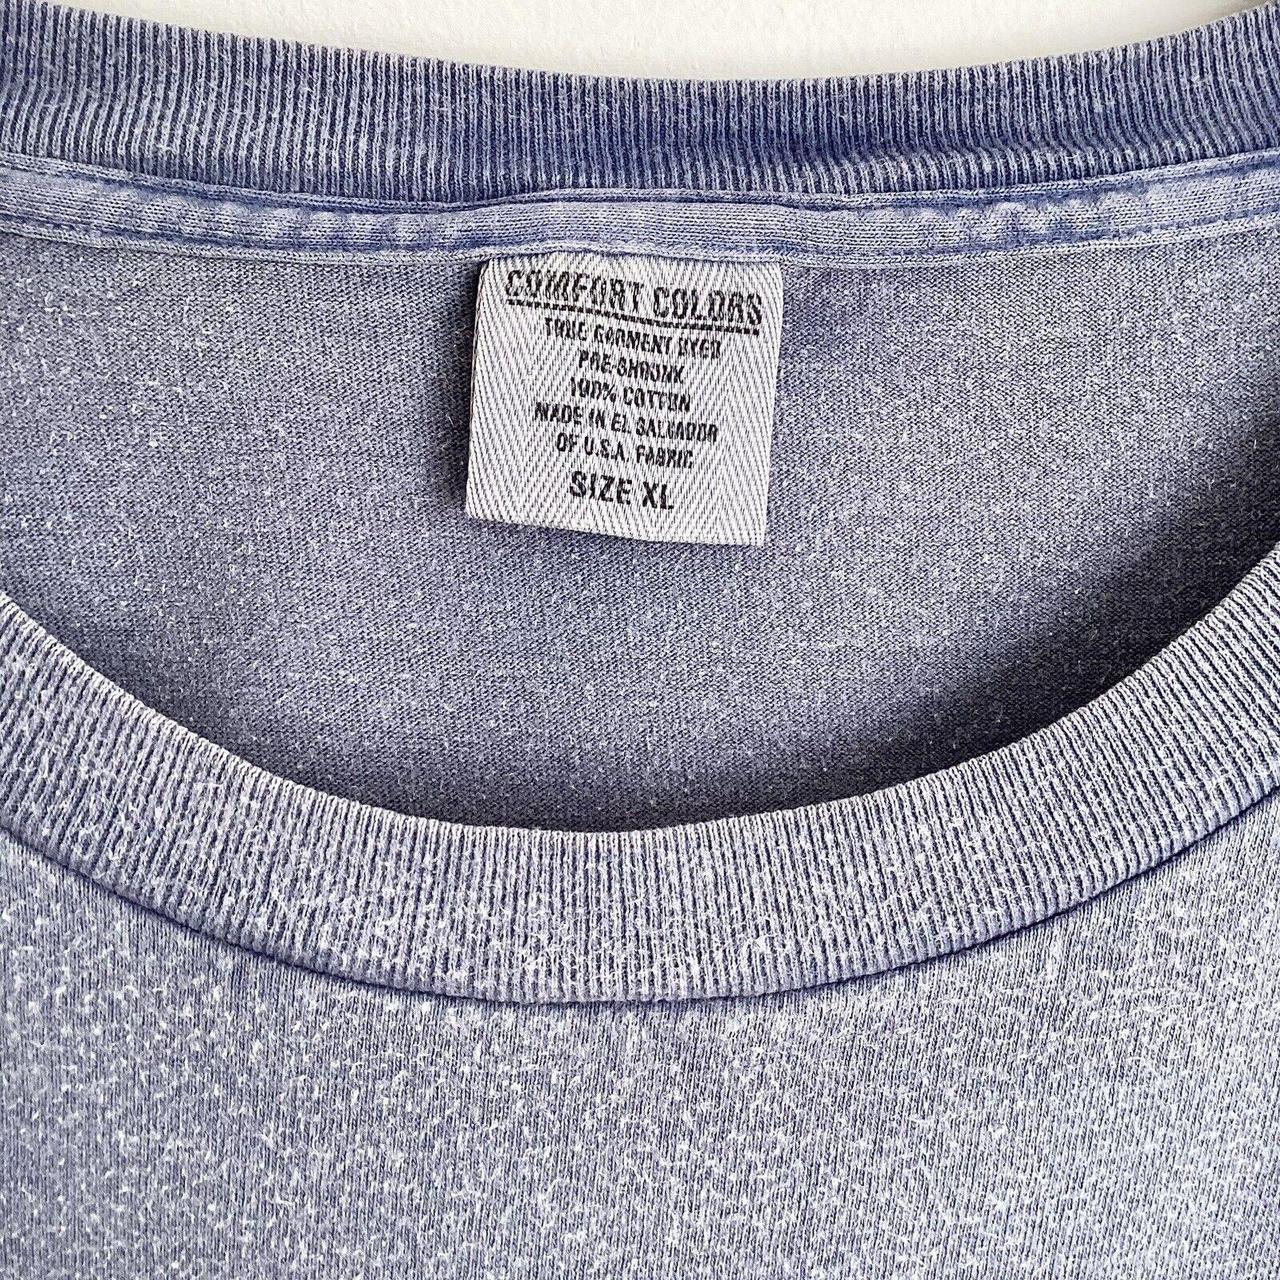 COMFORT COLORS
TRUE GARMENT DYED
PRE-SHRUNK
100% COTTON
MADE IN EL SALVADOR
OF U.S.A. FABRIC
SIZE XL